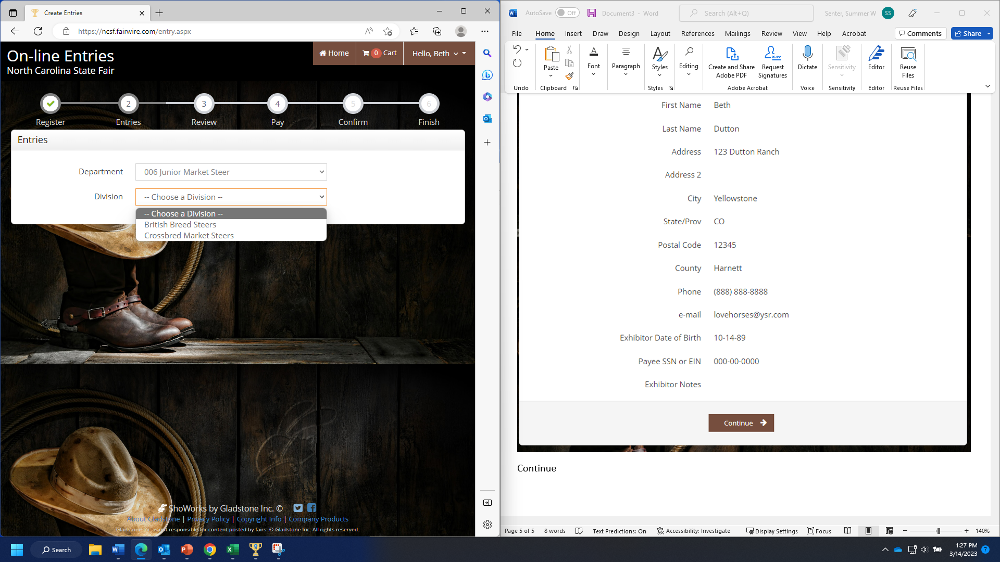 Create Entries
https://ncsf.fairwire.com/entry.aspx
On-line Entries
North Carolina State Fair
Home
0 Cart
Hello, Beth
2
3
4
5
6
Register
Entries
Review
Pay
Confirm
Finish
Entries
Department
006 Junior Market Steer
Division
-- Choose a Division --
-- Choose a Division --
British Breed Steers
Crossbred Market Steers
ShoWorks by Gladstone Inc. ©
About Gladstone | Privacy Policy | Copyright Info | Company Products
Gladstone Inc. is not responsible for content posted by fairs. © Gladstone Inc. All rights reserved.
AutoSave Off
Document3 - Word
Search (Alt+Q)
Senter, Summer W
SS
File Home Insert Draw Design Layout References Mailings Review View Help Acrobat
Comments
Share
Paste
Font
Paragraph
Styles
Editing
Create and Share Adobe PDF
Request Signatures
Dictate
Sensitivity
Editor
Reuse Files
Undo
Clipboard
Styles
Adobe Acrobat
Voice
Sensitivity
Editor
Reuse Files
First Name Beth
Last Name Dutton
Address 123 Dutton Ranch
Address 2
City Yellowstone
State/Prov CO
Postal Code 12345
County Harnett
Phone (888) 888-8888
e-mail lovehorses@ysr.com
Exhibitor Date of Birth 10-14-89
Payee SSN or EIN 000-00-0000
Exhibitor Notes
Continue
Continue
Page 5 of 5
8 words
Text Predictions: On
Accessibility: Investigate
Display Settings
Focus
140%
Search
1:27 PM
3/14/2023
7